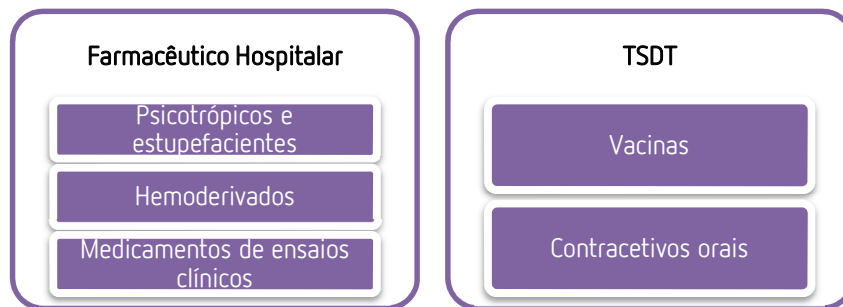 Farmacêutico Hospitalar
Psicotrópicos e
estupefacientes
Hemoderivados
Medicamentos de ensaios
clínicos
TSDT
Vacinas
Contracetivos orais